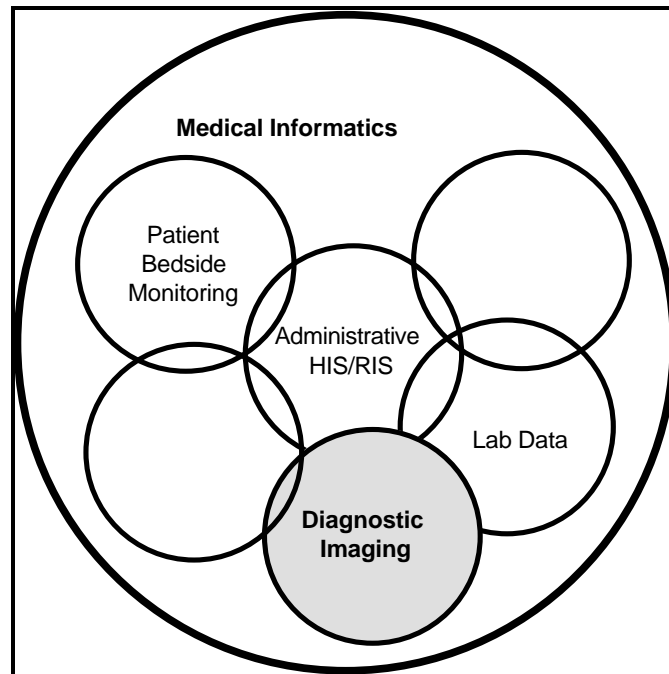 Medical Informatics
Patient
Bedside
Monitoring
Administrative
HIS/RIS
Lab Data
Diagnostic
Imaging